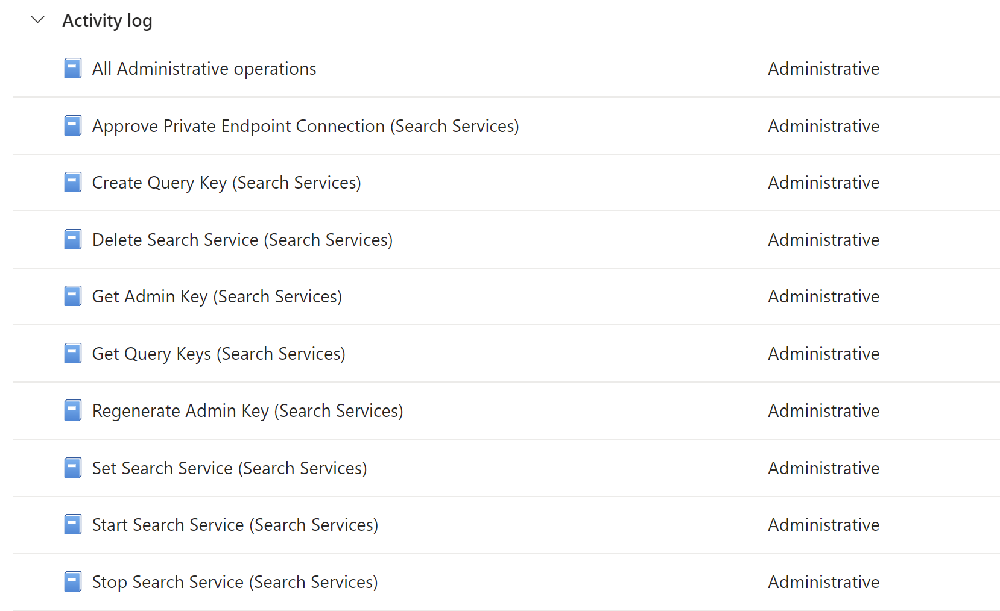 Activity log
All Administrative operations Administrative
Approve Private Endpoint Connection (Search Services) Administrative
Create Query Key (Search Services) Administrative
Delete Search Service (Search Services) Administrative
Get Admin Key (Search Services) Administrative
Get Query Keys (Search Services) Administrative
Regenerate Admin Key (Search Services) Administrative
Set Search Service (Search Services) Administrative
Start Search Service (Search Services) Administrative
Stop Search Service (Search Services) Administrative